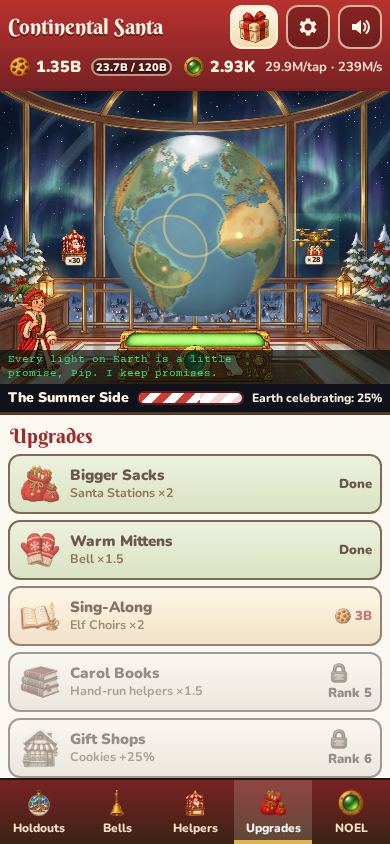 Continental Santa
1.35B
23.7B / 120B
2.93K
29.9M/tap · 239M/s
×30
×28
Every light on Earth is a little
promise, Pip. I keep promises.
The Summer Side
Earth celebrating: 25%
Upgrades
Bigger Sacks
Santa Stations ×2
Done
Warm Mittens
Bell ×1.5
Done
Sing-Along
Elf Choirs ×2
3B
Carol Books
Hand-run helpers ×1.5
Rank 5
Gift Shops
Cookies +25%
Rank 6
Holdouts
Bells
Helpers
Upgrades
NOEL